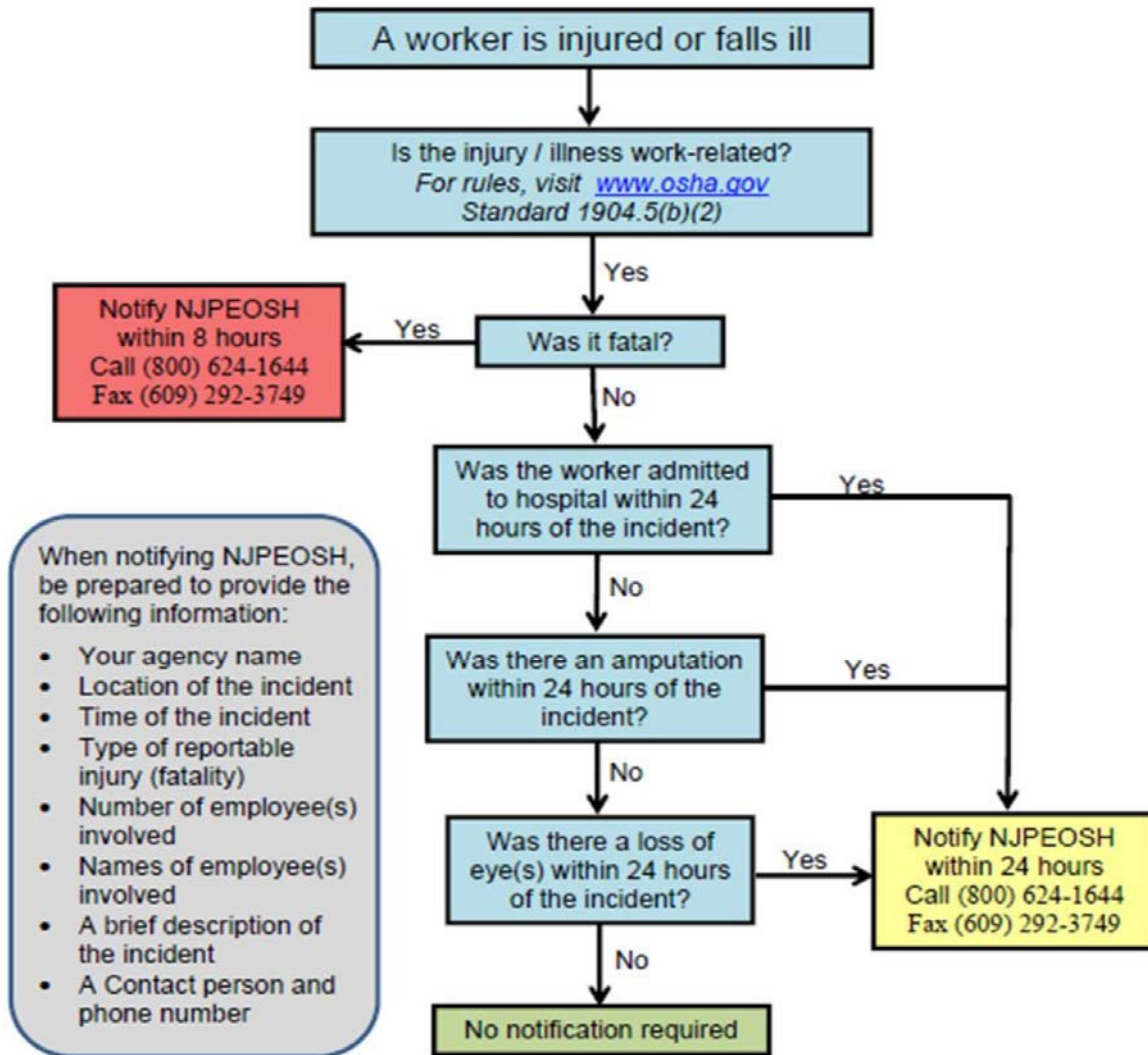 A worker is injured or falls ill
Is the injury / illness work-related?
For rules, visit www.osha.gov
Standard 1904.5(b)(2)
Yes
Notify NJPEOSH
within 8 hours
Call (800) 624-1644
Fax (609) 292-3749
Yes
Was it fatal?
No
Was the worker admitted
to hospital within 24
hours of the incident?
Yes
No
Was there an amputation
within 24 hours of the
incident?
Yes
No
Was there a loss of
eye(s) within 24 hours
of the incident?
Yes
Notify NJPEOSH
within 24 hours
Call (800) 624-1644
Fax (609) 292-3749
No
No notification required
When notifying NJPEOSH,
be prepared to provide the
following information:
• Your agency name
• Location of the incident
• Time of the incident
• Type of reportable
injury (fatality)
• Number of employee(s)
involved
• Names of employee(s)
involved
• A brief description of
the incident
• A Contact person and
phone number